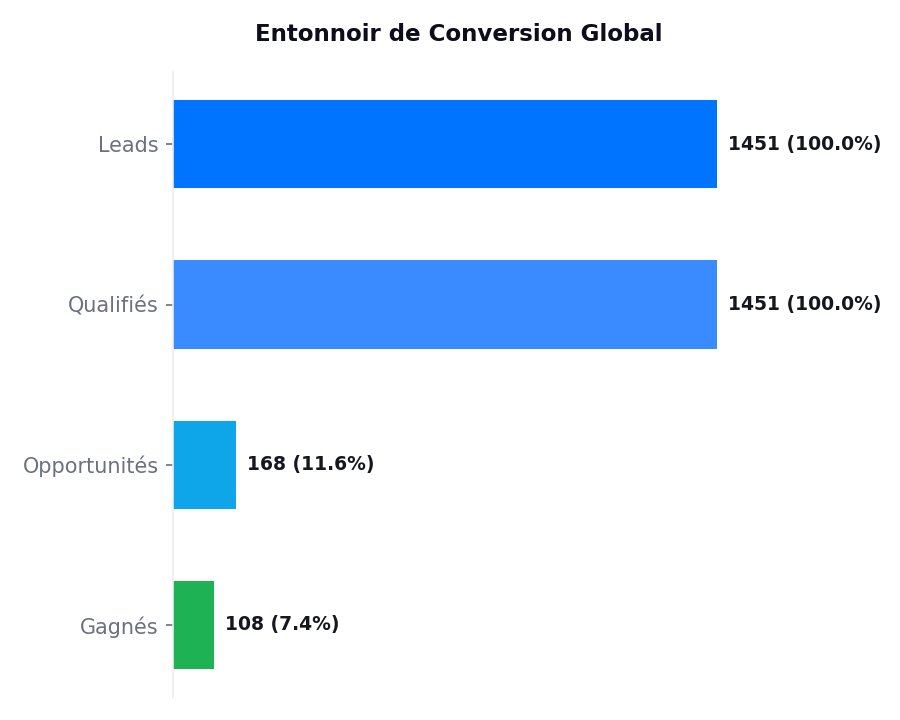 Entonnoir de Conversion Global
Leads
1451 (100.0%)
Qualifiés
1451 (100.0%)
Opportunités
168 (11.6%)
Gagnés
108 (7.4%)